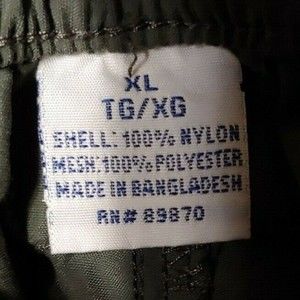 XL
TG/XG
SHELL: 100% NYLON
MESH: 100% POLYESTER
MADE IN BANGLADESH
RN# 89870